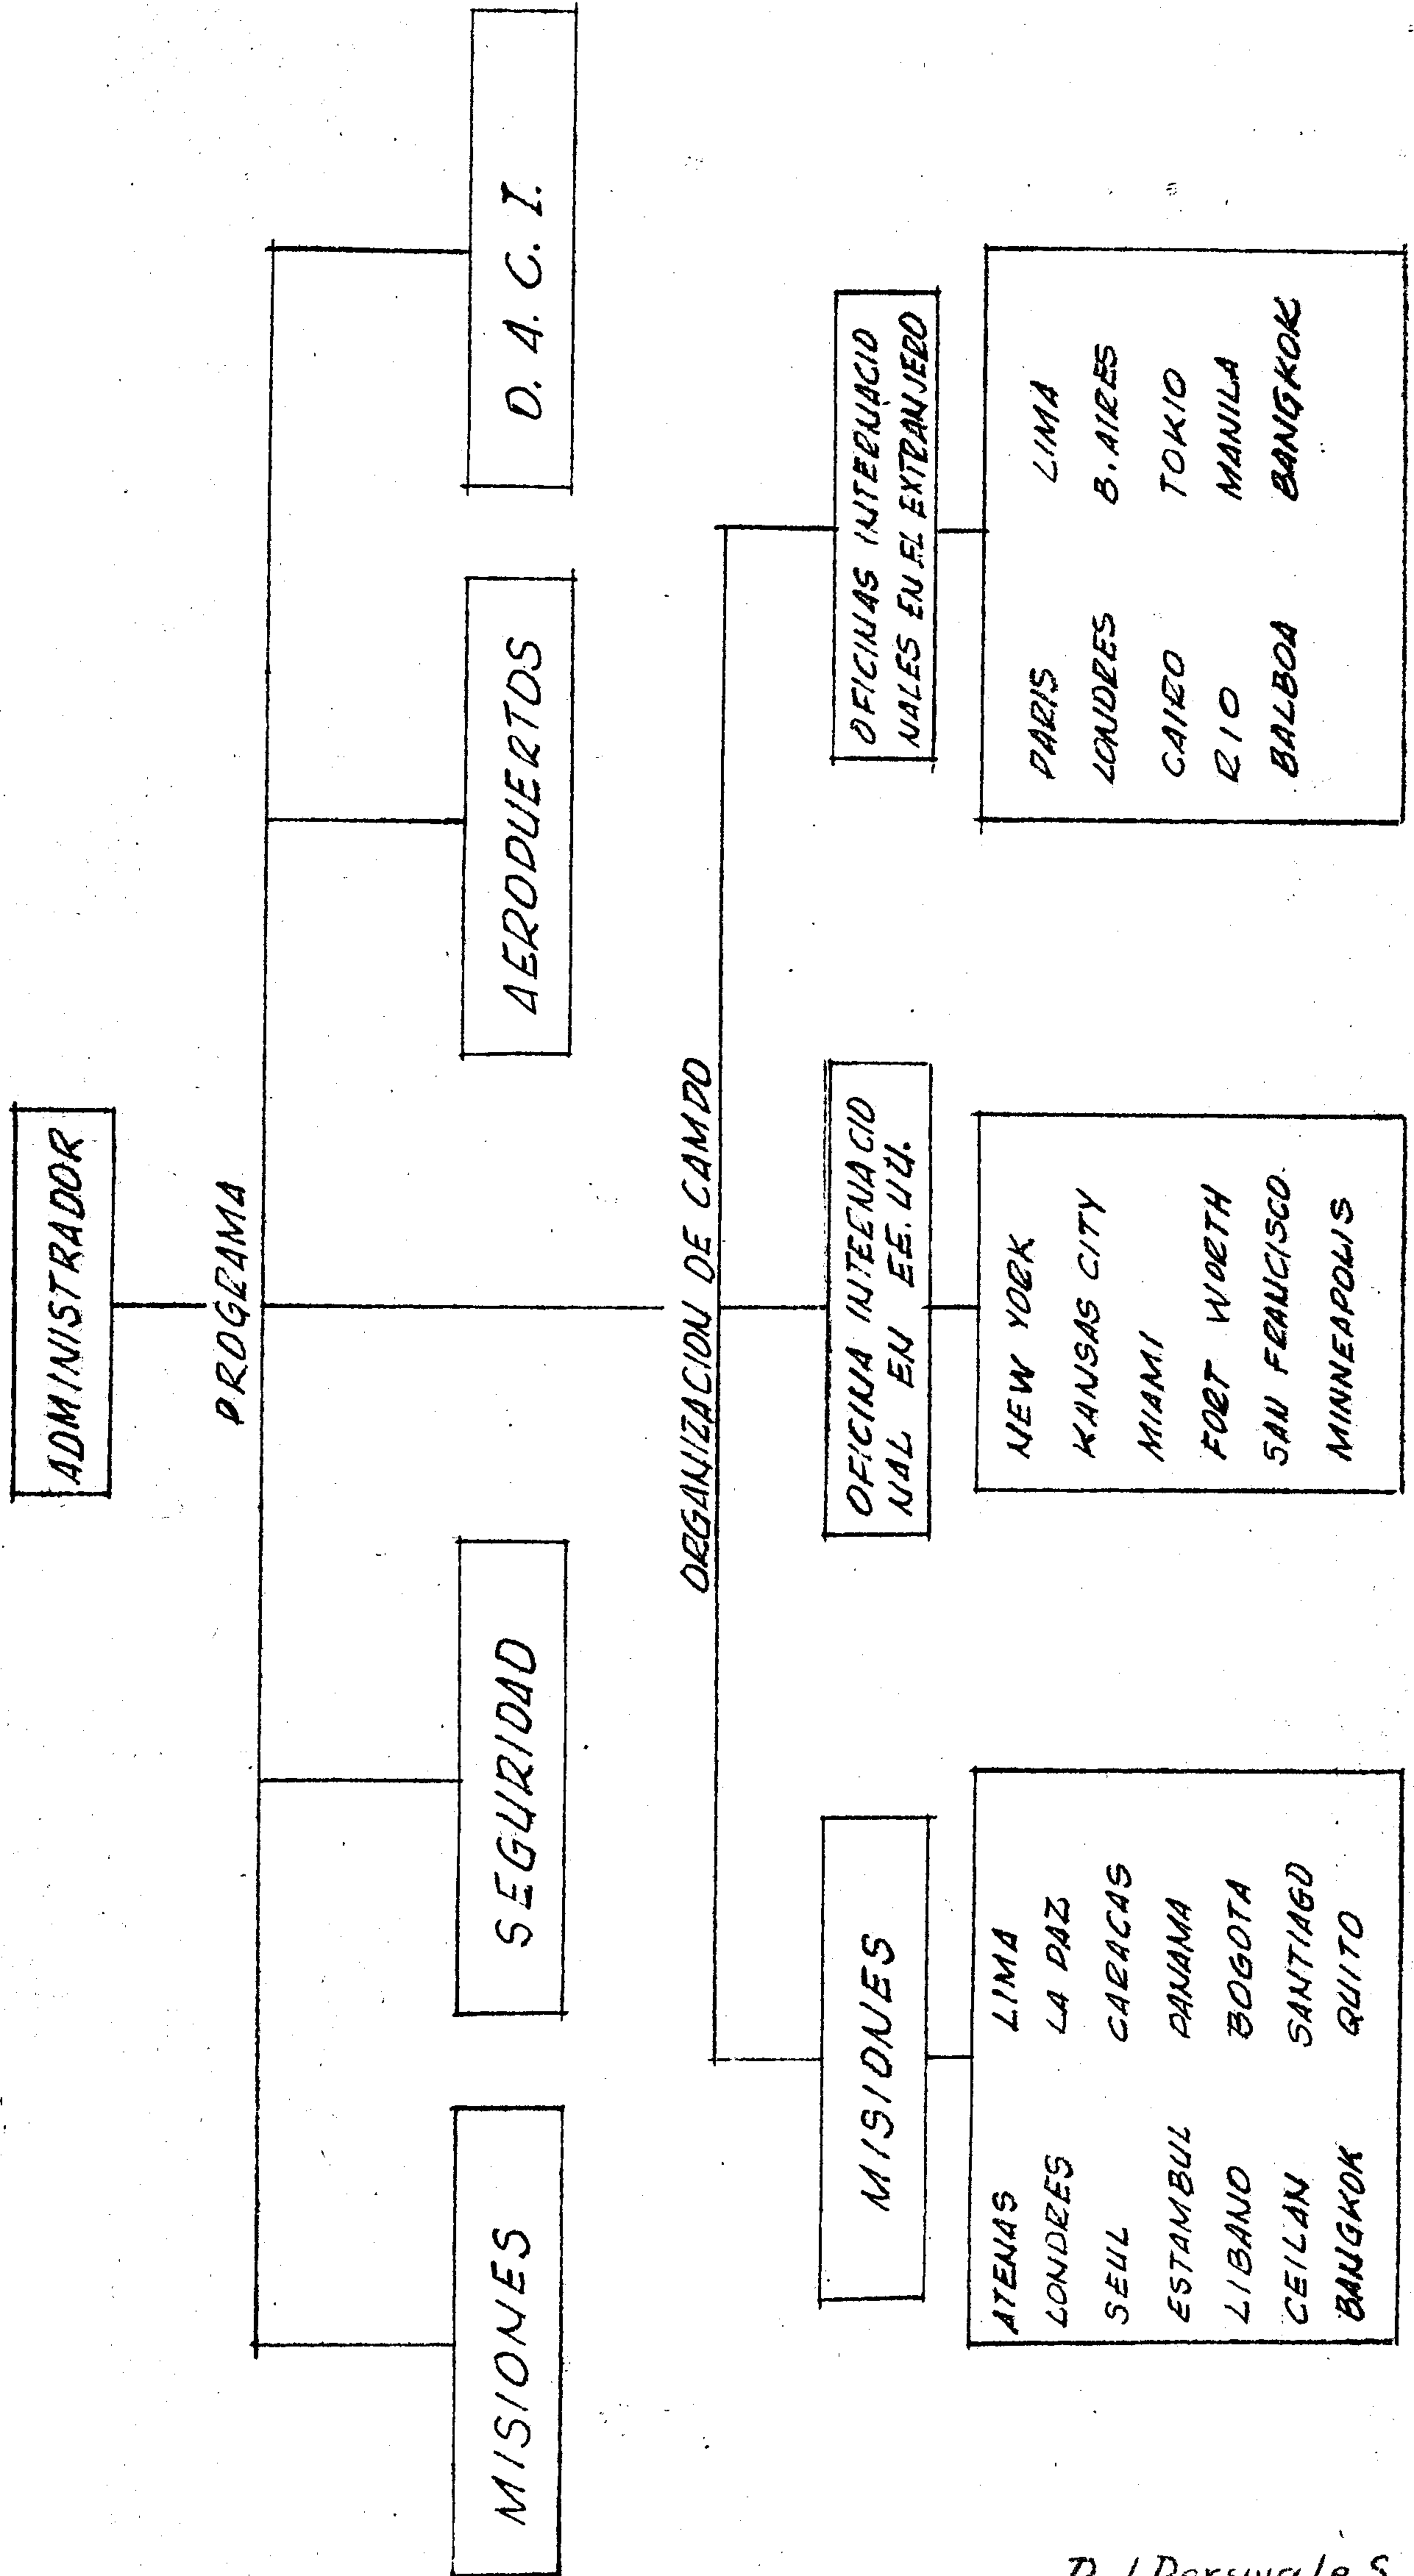 ADMINISTRADOR
PROGRAMA
MISIONES
SEGURIDAD
AEROPUERTOS
D. A. C. I.
ORGANIZACION DE CAMPO
MISIONES
ATENAS LIMA
LONDRES LA PAZ
SEUL CARACAS
ESTAMBUL PANAMA
LIBANO BOGOTA
CEILAN SANTIAGO
BANGKOK QUITO
OFICINA INTERNACIO
NAL EN EE.UU.
NEW YORK
KANSAS CITY
MIAMI
FORT WORTH
SAN FRANCISCO.
MINNEAPOLIS
OFICINAS INTERNACIO
NALES EN EL EXTRANJERO
PARIS LIMA
LONDRES B. AIRES
CAIRO TOKIO
RIO MANILA
BALBOA BANGKOK